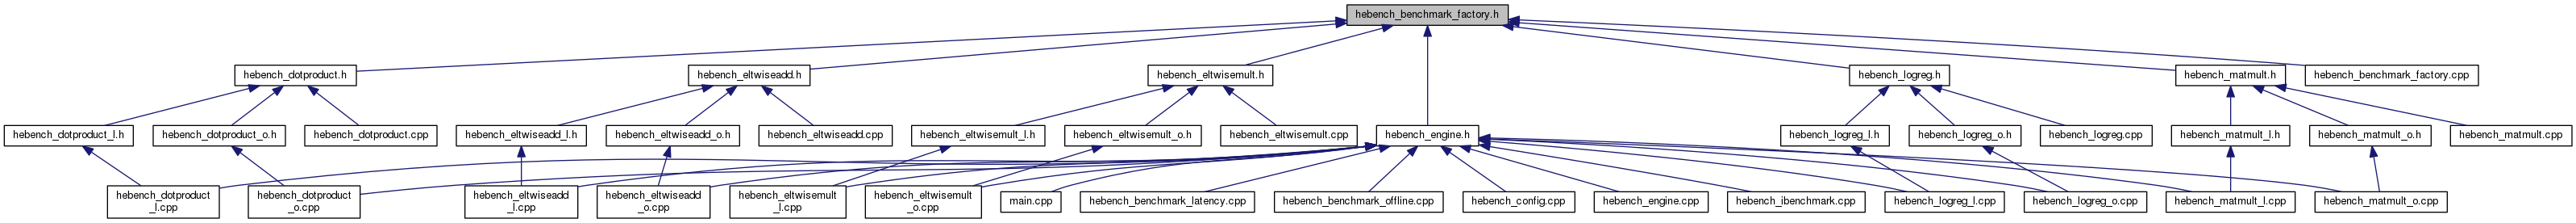 hebench_benchmark_factory.h
hebench_dotproduct.h
hebench_eltwiseadd.h
hebench_eltwisemult.h
hebench_logreg.h
hebench_matmult.h
hebench_benchmark_factory.cpp
hebench_dotproduct_l.h
hebench_dotproduct_o.h
hebench_dotproduct.cpp
hebench_eltwiseadd_l.h
hebench_eltwiseadd_o.h
hebench_eltwiseadd.cpp
hebench_eltwisemult_l.h
hebench_eltwisemult_o.h
hebench_eltwisemult.cpp
hebench_engine.h
hebench_logreg_l.h
hebench_logreg_o.h
hebench_logreg.cpp
hebench_matmult_l.h
hebench_matmult_o.h
hebench_matmult.cpp
hebench_dotproduct
_l.cpp
hebench_dotproduct
_o.cpp
hebench_eltwiseadd
_l.cpp
hebench_eltwiseadd
_o.cpp
hebench_eltwisemult
_l.cpp
hebench_eltwisemult
_o.cpp
main.cpp
hebench_benchmark_latency.cpp
hebench_benchmark_offline.cpp
hebench_config.cpp
hebench_engine.cpp
hebench_ibenchmark.cpp
hebench_logreg_l.cpp
hebench_logreg_o.cpp
hebench_matmult_l.cpp
hebench_matmult_o.cpp